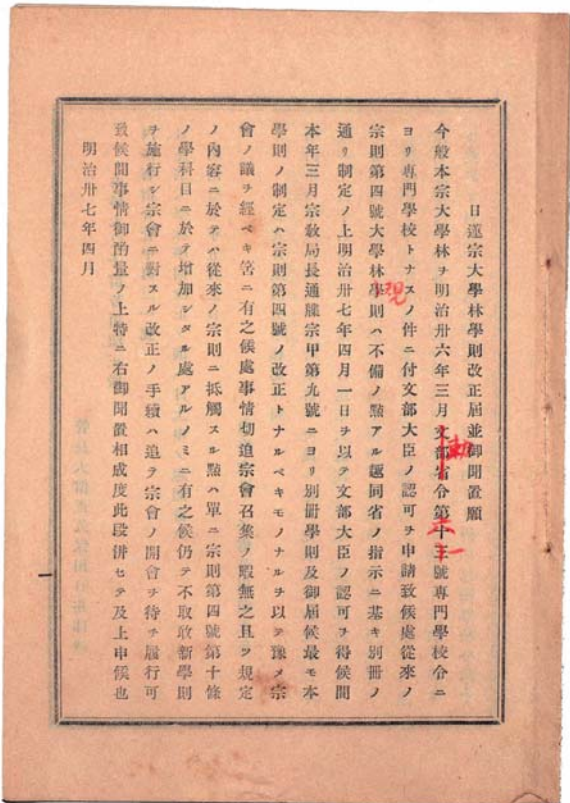 日蓮宗大學林學則改正屆並御聞置願
今般本宗大學林ヲ明治卅六年三月文部省令第十三號專門學校令ニ
ヨリ專門學校トナスノ件ニ付文部大臣ノ認可ヲ申請致候處從來ノ
宗則第四號大學林學則ハ不備ノ點アル趣同省ノ指示ニ基キ別冊ノ
通リ制定ノ上明治卅七年四月一日ヲ以テ文部大臣ノ認可ヲ得候間
本年三月宗敎局長通牒宗甲第九號ニヨリ別冊學則及御屆候最モ本
學則ノ制定ハ宗則第四號ノ改正トナルベキモノナルヲ以テ豫メ宗
會ノ議ヲ經ベキ筈ニ有之候處事情切迫宗會召集ノ暇無之且ツ規定
ノ內容ニ於テハ從來ノ宗則ニ抵觸スル點ハ單ニ宗則第四號第十條
ノ學科目ニ於テ增加シタル處アルノミニ有之候仍テ不取敢新學則
ヲ施行シ宗會ニ對スル改正ノ手續ハ追テ宗會ノ開會ヲ待チ履行可
致候間事情御酌量ノ上特ニ右御聞置相成度此段併セテ及上申候也
明治卅七年四月